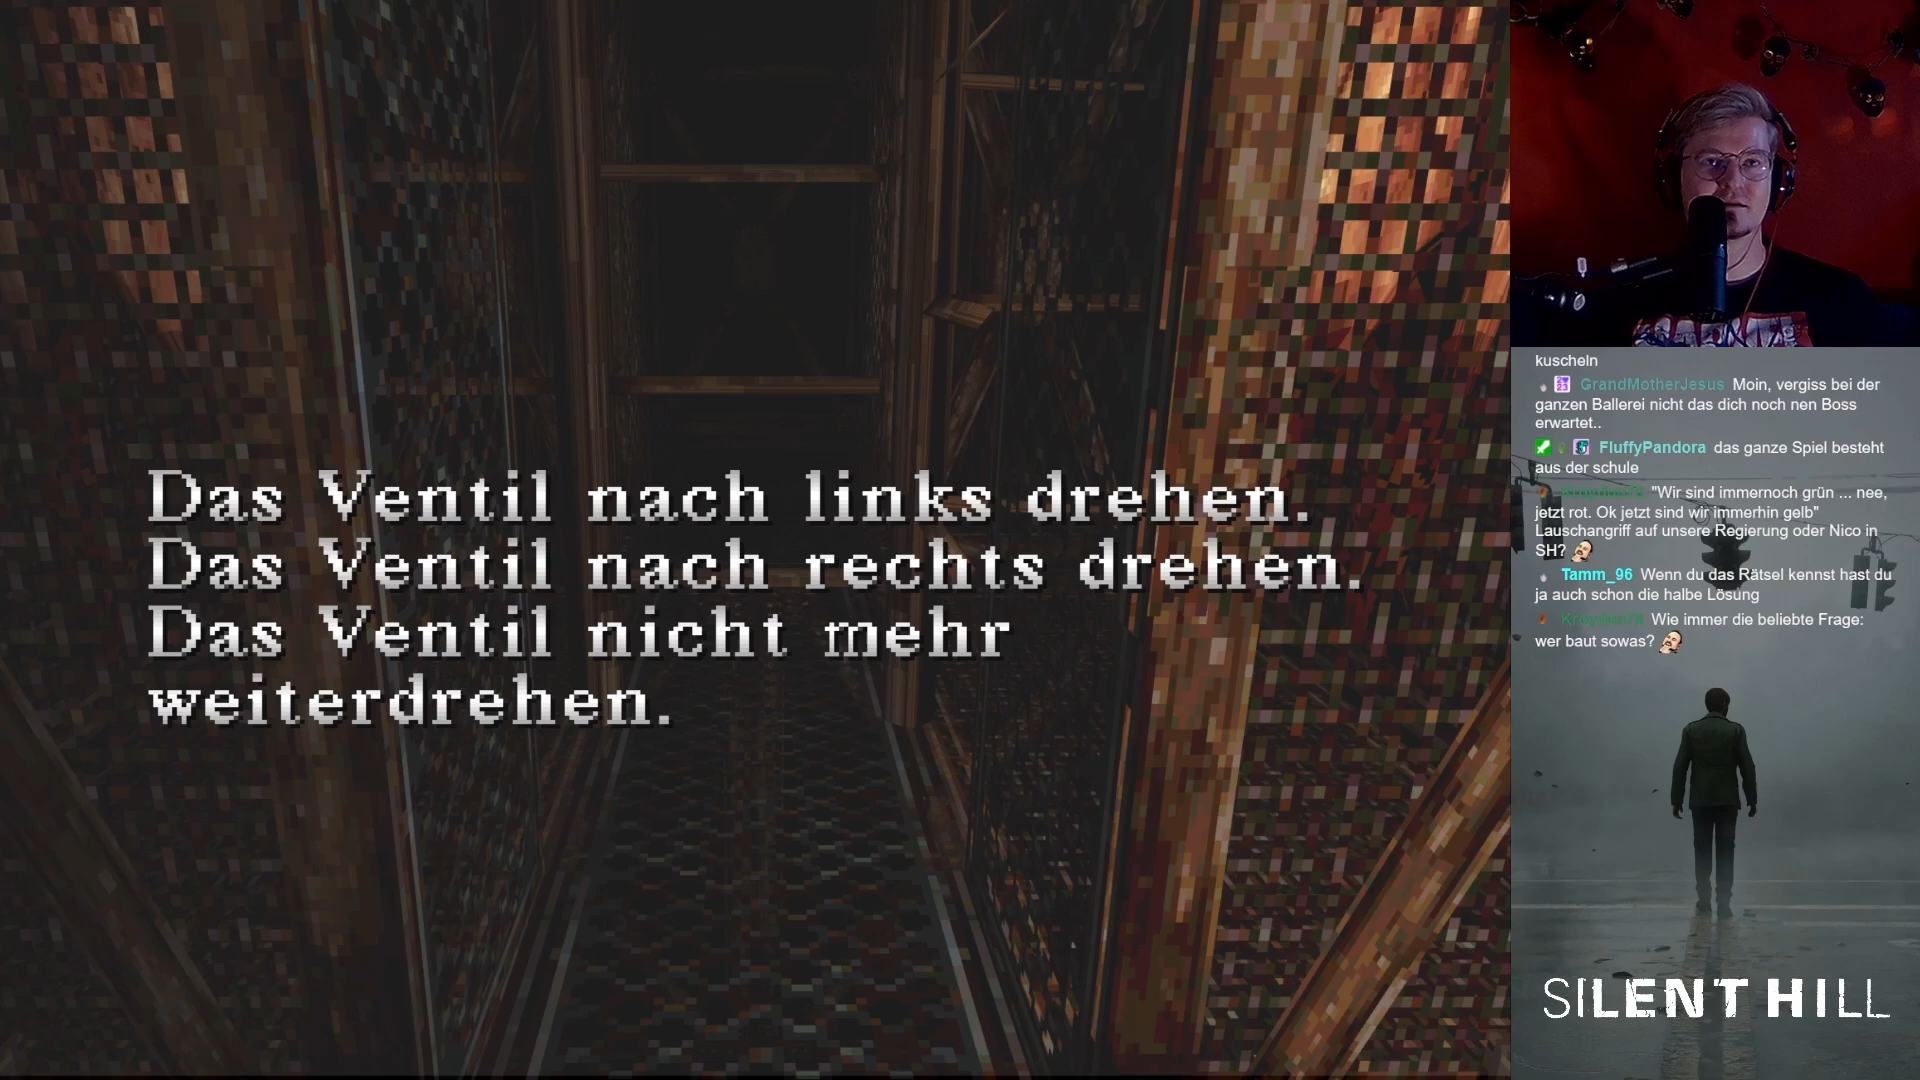 Das Ventil nach links drehen.
Das Ventil nach rechts drehen.
Das Ventil nicht mehr
weiterdrehen.
kuscheln
GrandMotherJesus Moin, vergiss bei der
ganzen Ballerei nicht das dich noch nen Boss
erwartet..
FluffyPandora das ganze Spiel besteht
aus der schule
"Wir sind immernoch grün ... nee,
jetzt rot. Ok jetzt sind wir immerhin gelb"
Lauschangriff auf unsere Regierung oder Nico in
SH?
Tamm_96 Wenn du das Rätsel kennst hast du
ja auch schon die halbe Lösung
Wie immer die beliebte Frage:
wer baut sowas?
SILENT HILL